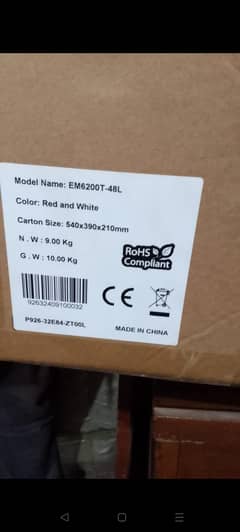 Model Name: EM6200T-48L
Color: Red and White
Carton Size: 540x390x210mm
N . W : 9.00 Kg
G . W : 10.00 Kg
RoHS
Compliant
CE
92632409100032
P926-32E84-ZT00L
MADE IN CHINA